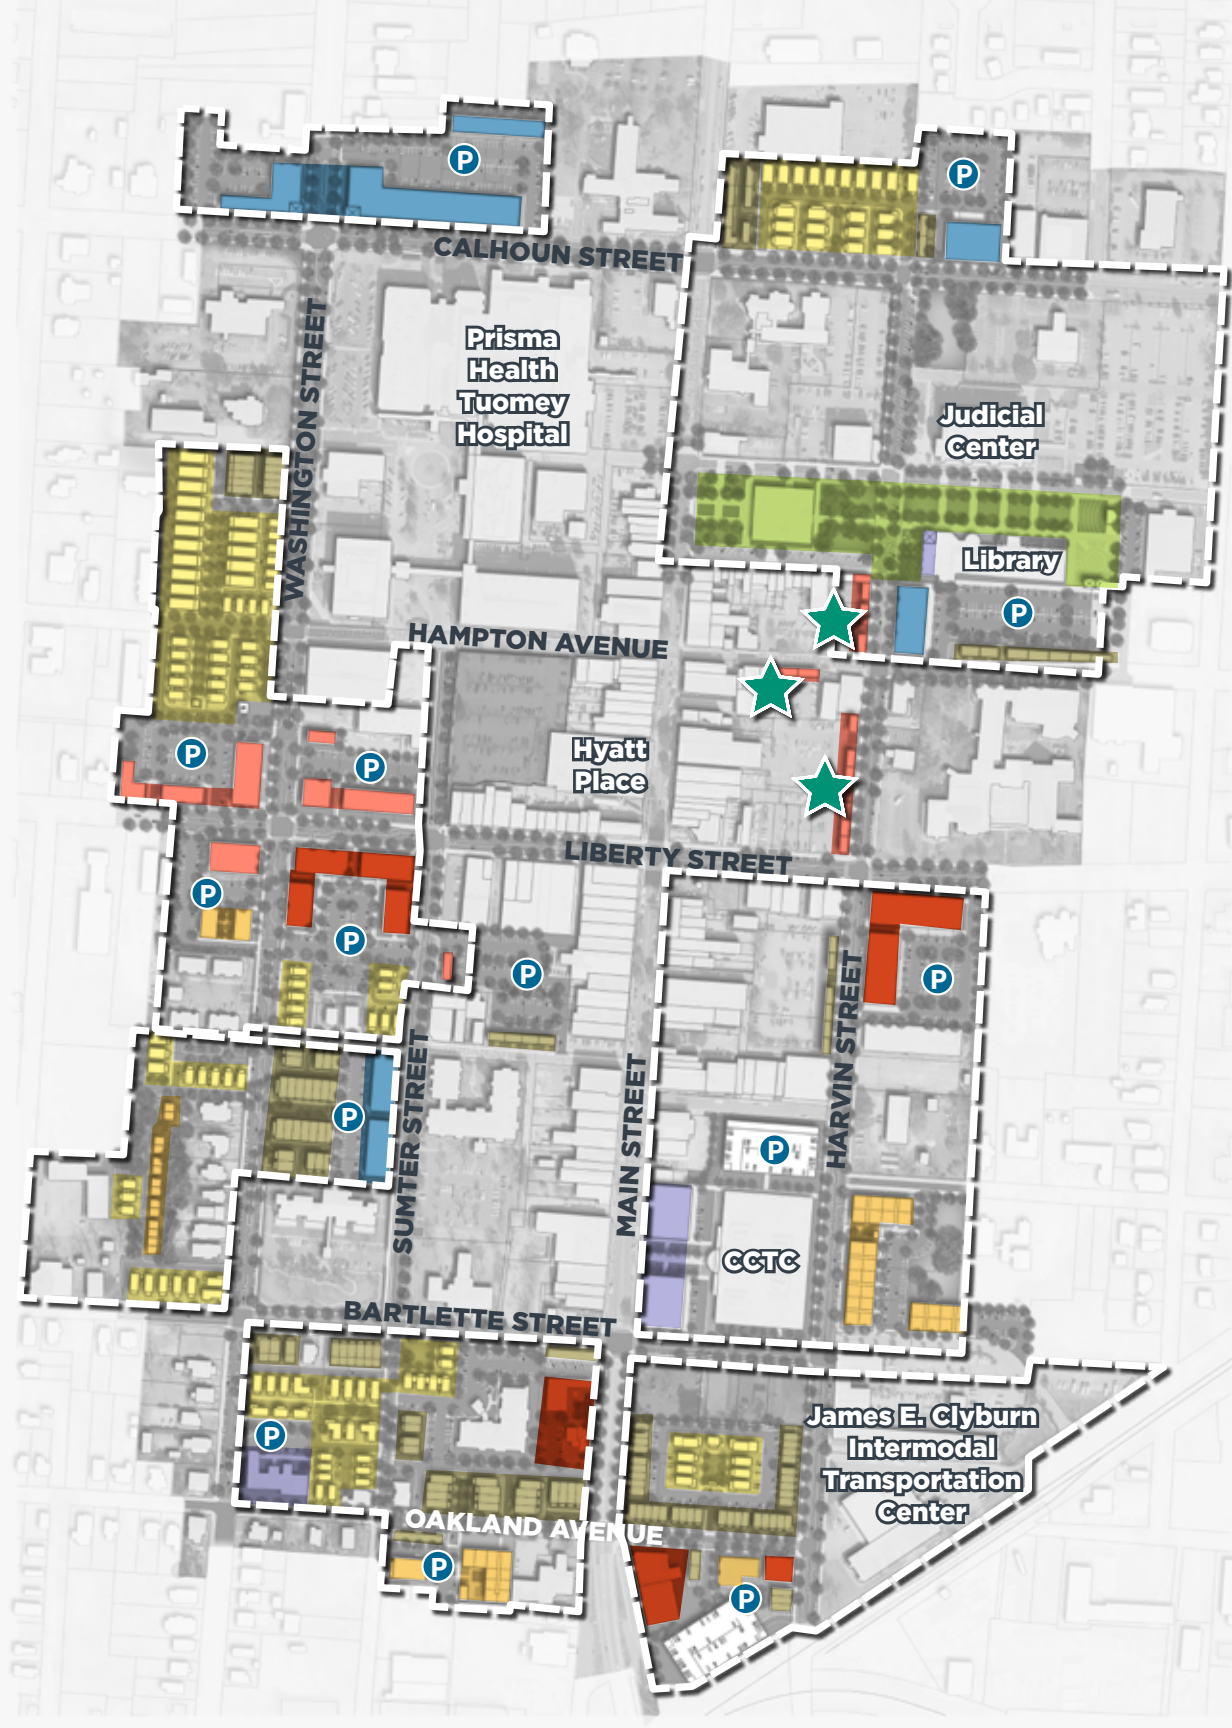 P
P
CALHOUN STREET
WASHINGTON STREET
Prisma
Health
Tuomey
Hospital
Judicial
Center
Library
P
HAMPTON AVENUE
P
P
Hyatt
Place
LIBERTY STREET
P
P
P
P
HARVIN STREET
SUMTER STREET
MAIN STREET
P
P
CCTC
BARTLETTE STREET
P
James E. Clyburn
Intermodal
Transportation
Center
OAKLAND AVENUE
P
P